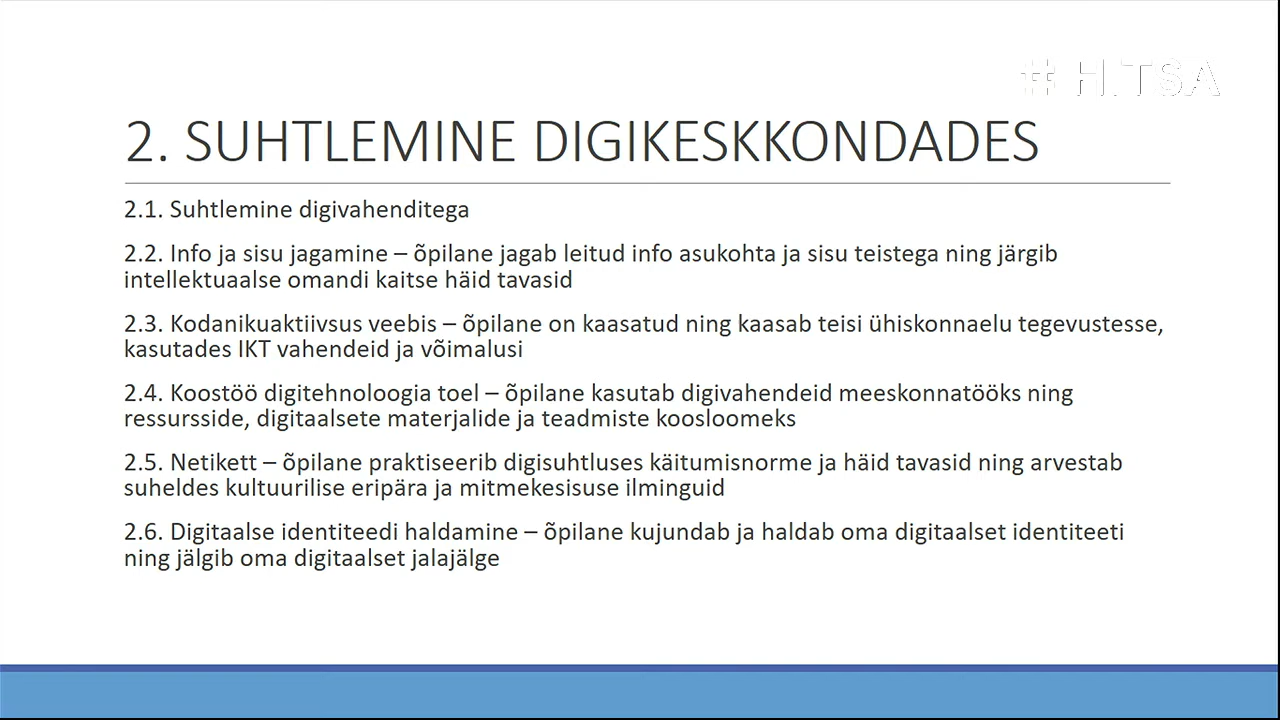 # HITSA
2. SUHTLEMINE DIGIKESKKONDADES
2.1. Suhtlemine digivahenditega
2.2. Info ja sisu jagamine – õpilane jagab leitud info asukohta ja sisu teistega ning järgib
intellektuaalse omandi kaitse häid tavasid
2.3. Kodanikuaktiivsus veebis – õpilane on kaasatud ning kaasab teisi ühiskonnaelu tegevustesse,
kasutades IKT vahendeid ja võimalusi
2.4. Koostöö digitehnoloogia toel – õpilane kasutab digivahendeid meeskonnatööks ning
ressursside, digitaalsete materjalide ja teadmiste koosloomeks
2.5. Netikett – õpilane praktiseerib digisuhtluses käitumisnorme ja häid tavasid ning arvestab
suheldes kultuurilise eripära ja mitmekesisuse ilminguid
2.6. Digitaalse identiteedi haldamine – õpilane kujundab ja haldab oma digitaalset identiteeti
ning jälgib oma digitaalset jalajälge